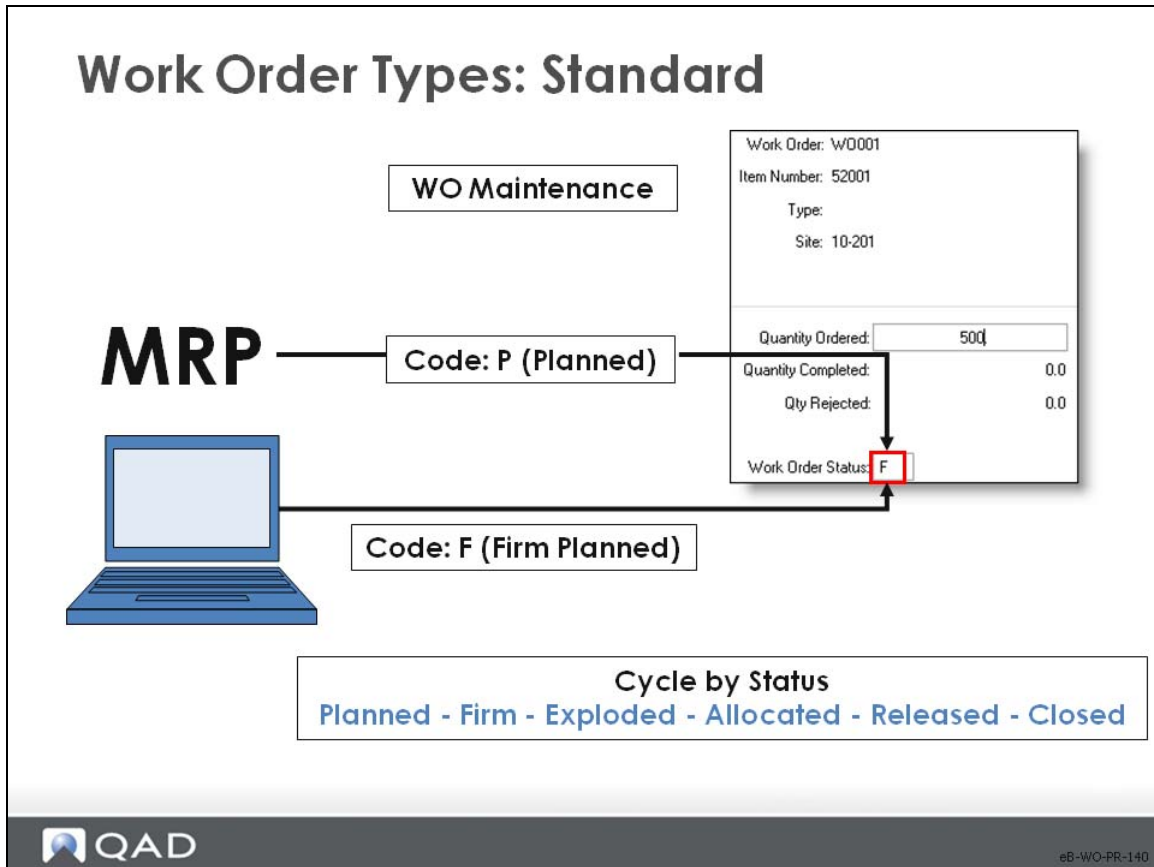 Work Order Types: Standard
WO Maintenance
Work Order: WO001
Item Number: 52001
Type:
Site: 10-201
MRP
Code: P (Planned)
Quantity Ordered: 500
Quantity Completed: 0.0
Qty Rejected: 0.0
Work Order Status: F
Code: F (Firm Planned)
Cycle by Status
Planned - Firm - Exploded - Allocated - Released - Closed
QAD
eB-WO-PR-140